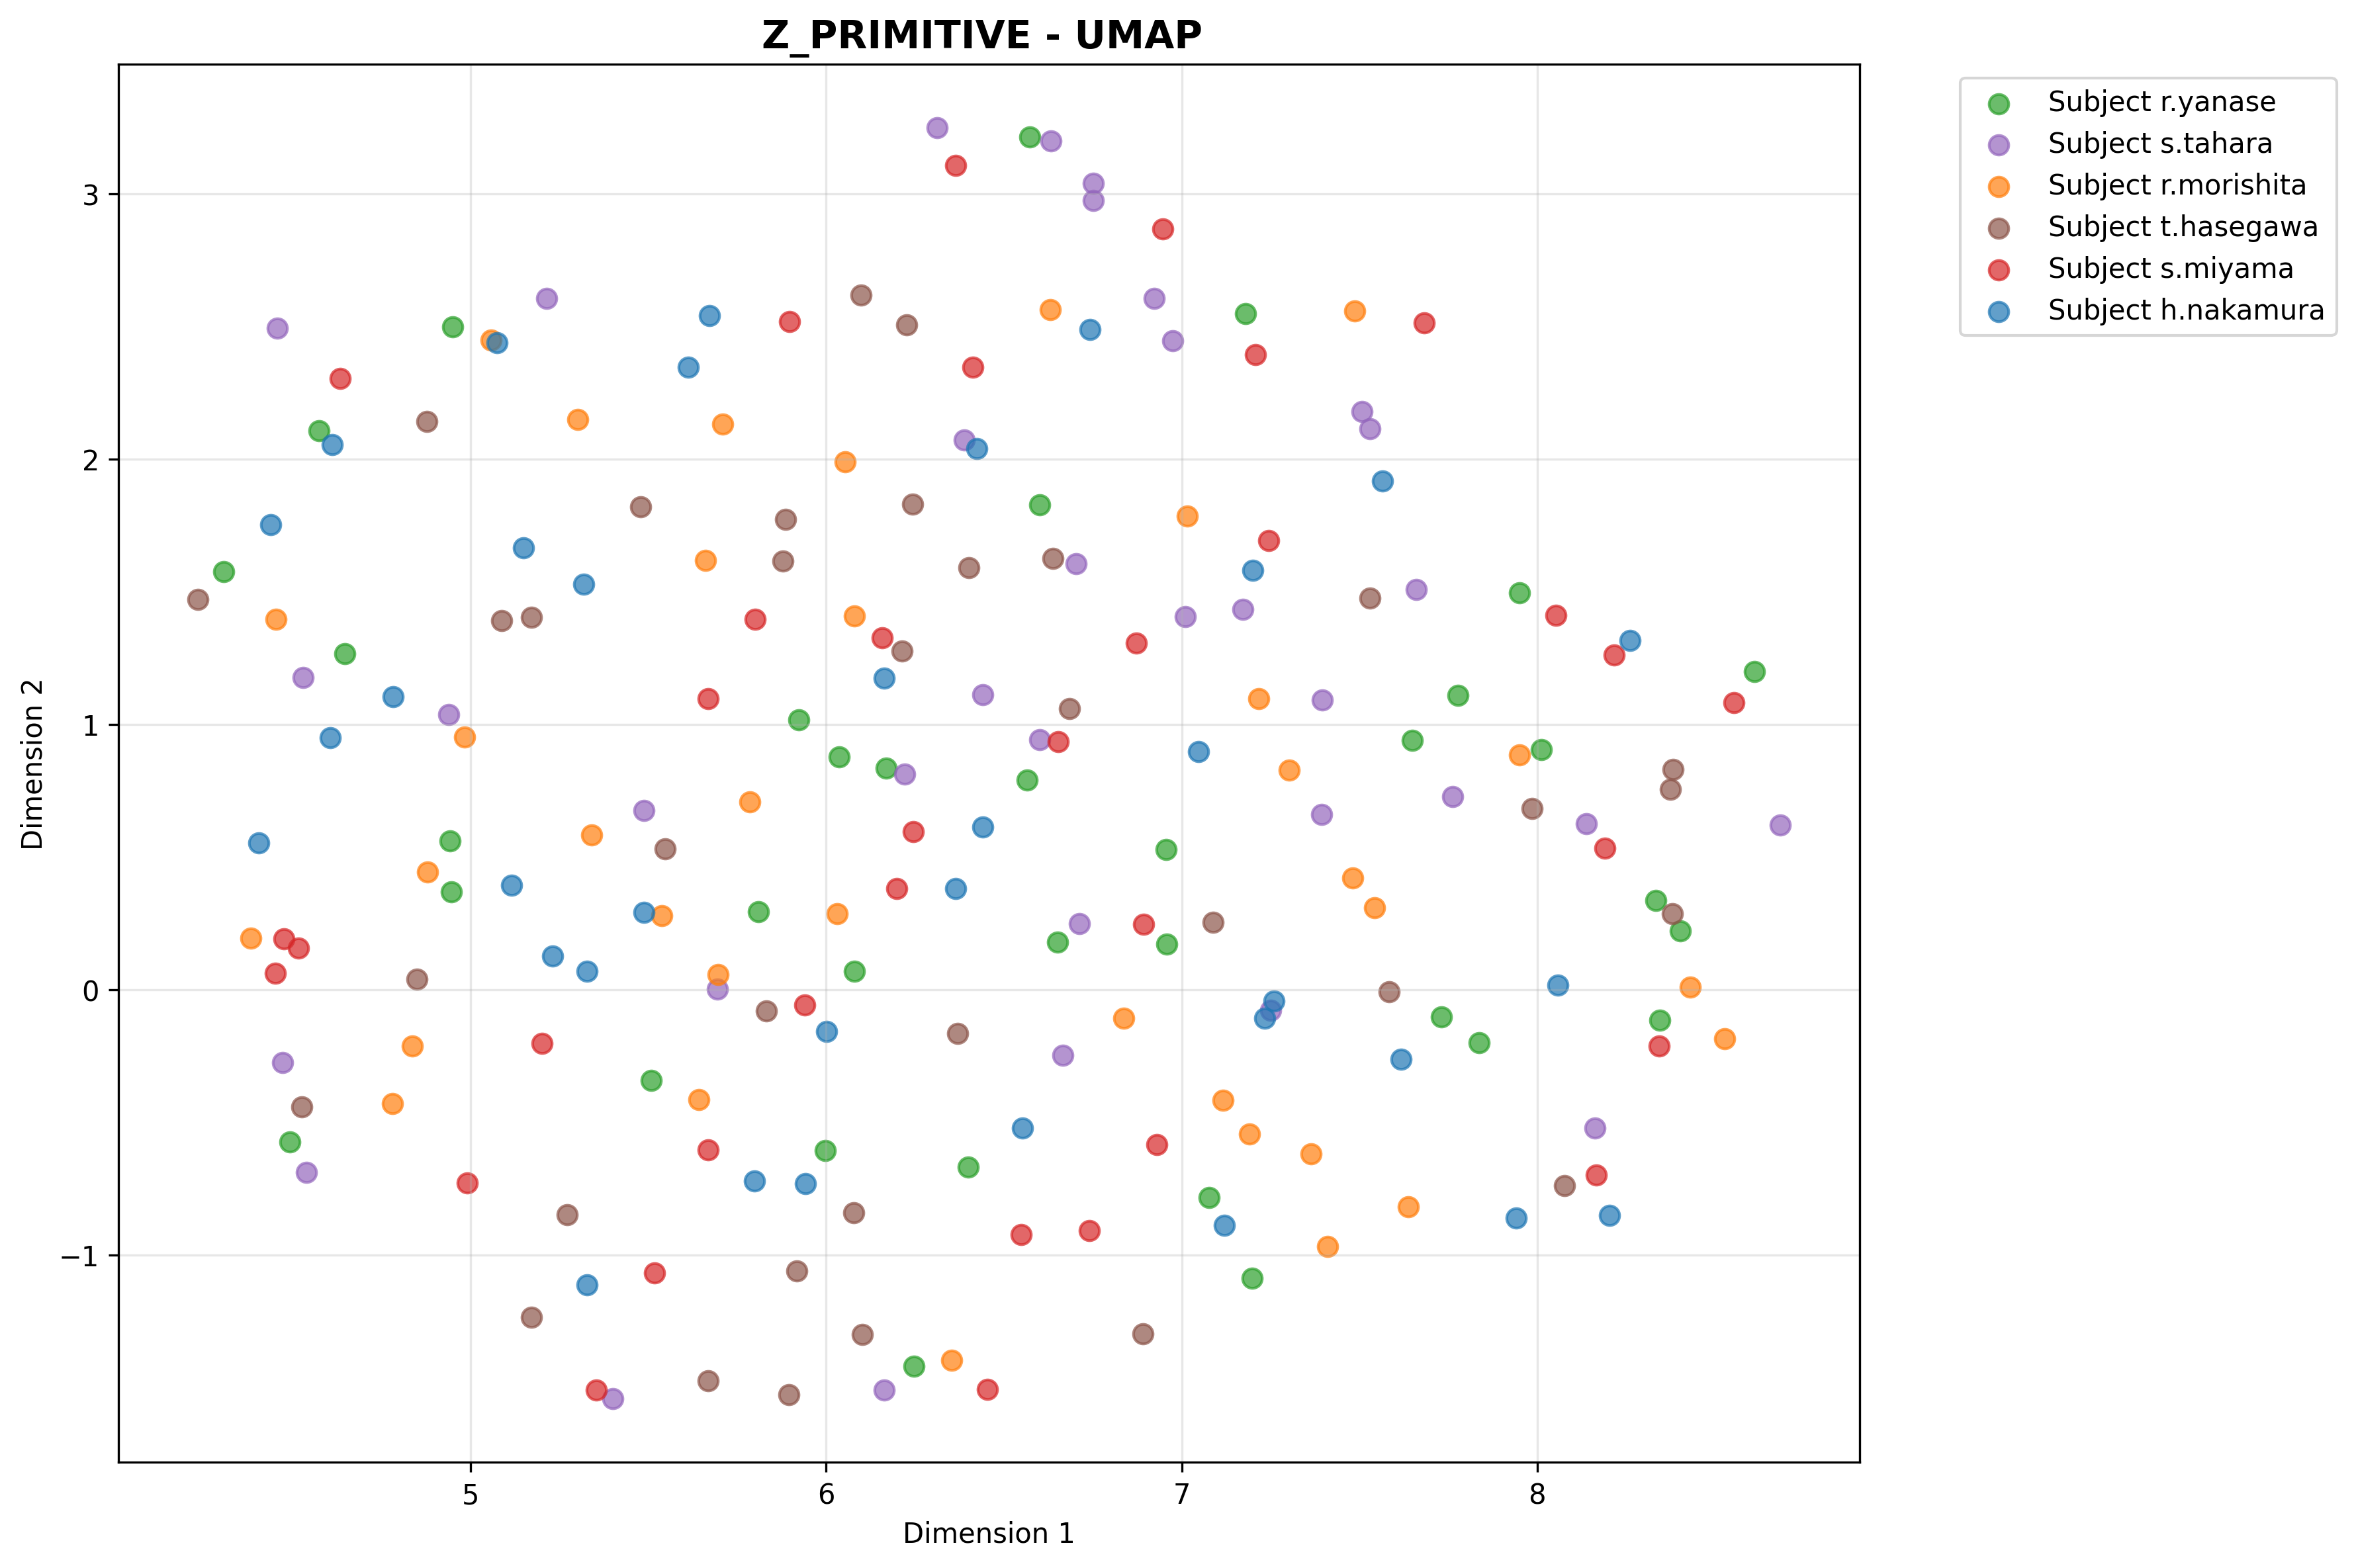 Z_PRIMITIVE - UMAP
Subject r.yanase
Subject s.tahara
Subject r.morishita
Subject t.hasegawa
Subject s.miyama
Subject h.nakamura
Dimension 2
3
2
1
0
−1
5
6
7
8
Dimension 1